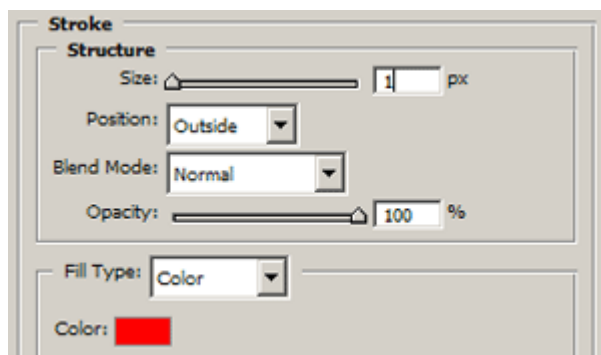 Stroke
Structure
Size: 1 px
Position: Outside
Blend Mode: Normal
Opacity: 100 %
Fill Type: Color
Color: